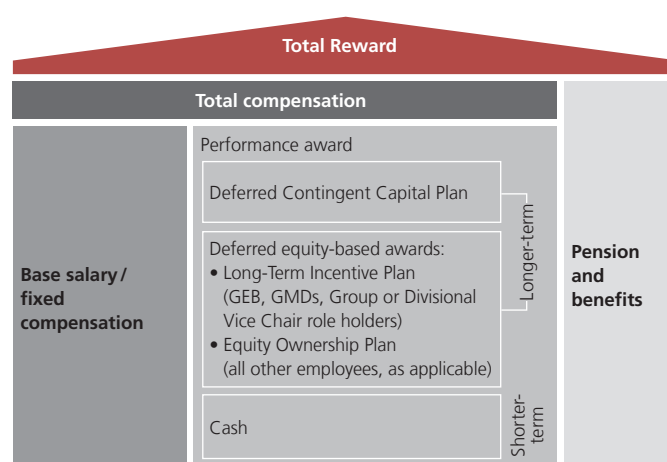 Total Reward
Total compensation
Base salary / 
fixed
compensation
Performance award
Deferred Contingent Capital Plan
Deferred equity-based awards:
• Long-Term Incentive Plan
(GEB, GMDs, Group or Divisional
Vice Chair role holders)
• Equity Ownership Plan
(all other employees, as applicable)
Cash
Longer-term
Shorter-
term
Pension
and
benefits